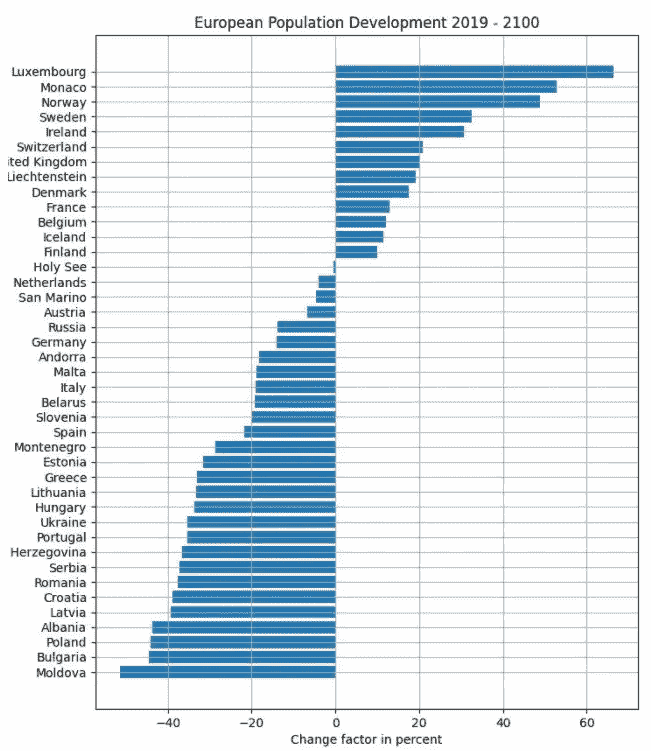 European Population Development 2019 - 2100
Luxembourg
Monaco
Norway
Sweden
Ireland
Switzerland
ited Kingdom
Liechtenstein
Denmark
France
Belgium
Iceland
Finland
Holy See
Netherlands
San Marino
Austria
Russia
Germany
Andorra
Malta
Italy
Belarus
Slovenia
Spain
Montenegro
Estonia
Greece
Lithuania
Hungary
Ukraine
Portugal
Herzegovina
Serbia
Romania
Croatia
Latvia
Albania
Poland
Bulgaria
Moldova
−40 −20 0 20 40 60
Change factor in percent